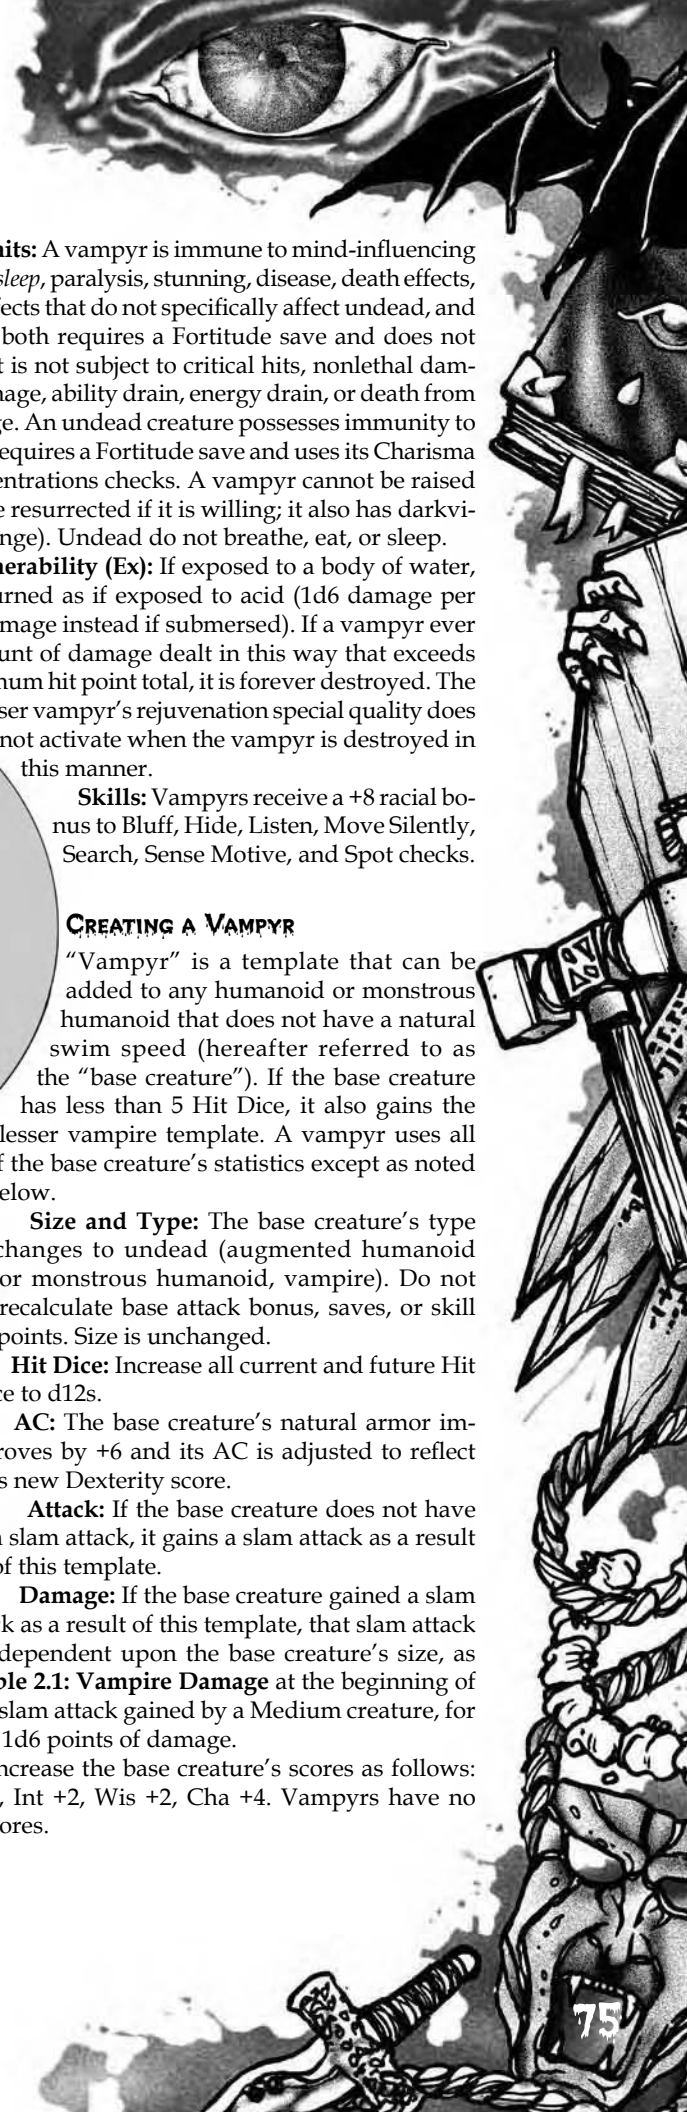 nits: A vampyr is immune to mind-influencing
sleep, paralysis, stunning, disease, death effects,
fects that do not specifically affect undead, and
both requires a Fortitude save and does not
t is not subject to critical hits, nonlethal dam-
nage, ability drain, energy drain, or death from
ge. An undead creature possesses immunity to
requires a Fortitude save and uses its Charisma
entrations checks. A vampyr cannot be raised
e resurrected if it is willing; it also has darkvi-
nge). Undead do not breathe, eat, or sleep.
nerability (Ex): If exposed to a body of water,
urned as if exposed to acid (1d6 damage per
mage instead if submersed). If a vampyr ever
unt of damage dealt in this way that exceeds
num hit point total, it is forever destroyed. The
ser vampyr's rejuvenation special quality does
not activate when the vampyr is destroyed in
this manner.
Skills: Vampyrs receive a +8 racial bo-
nus to Bluff, Hide, Listen, Move Silently,
Search, Sense Motive, and Spot checks.
Creating a Vampyr
“Vampyr” is a template that can be
added to any humanoid or monstrous
humanoid that does not have a natural
swim speed (hereafter referred to as
the “base creature”). If the base creature
has less than 5 Hit Dice, it also gains the
lesser vampire template. A vampyr uses all
f the base creature's statistics except as noted
elow.
Size and Type: The base creature's type
changes to undead (augmented humanoid
or monstrous humanoid, vampire). Do not
recalculate base attack bonus, saves, or skill
points. Size is unchanged.
Hit Dice: Increase all current and future Hit
ce to d12s.
AC: The base creature's natural armor im-
roves by +6 and its AC is adjusted to reflect
s new Dexterity score.
Attack: If the base creature does not have
a slam attack, it gains a slam attack as a result
of this template.
Damage: If the base creature gained a slam
k as a result of this template, that slam attack
dependent upon the base creature's size, as
ble 2.1: Vampire Damage at the beginning of
slam attack gained by a Medium creature, for
1d6 points of damage.
ncrease the base creature's scores as follows:
, Int +2, Wis +2, Cha +4. Vampyrs have no
ores.
75